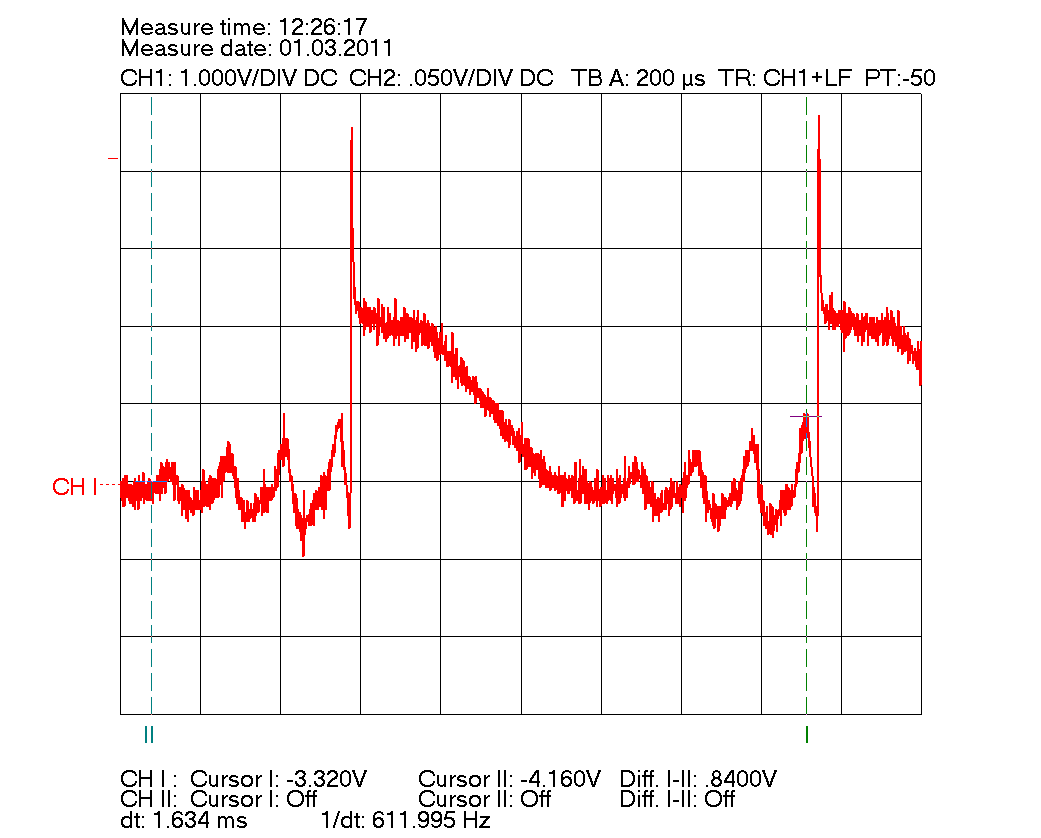 Measure time: 12:26:17
Measure date: 01.03.2011
CH1: 1.000V/DIV DC CH2: .050V/DIV DC TB A: 200 µs TR: CH1+LF PT:-50
CH I
II I
CH I : Cursor I: -3.320V Cursor II: -4.160V Diff. I-II: .8400V
CH II: Cursor I: Off Cursor II: Off Diff. I-II: Off
dt: 1.634 ms 1/dt: 611.995 Hz